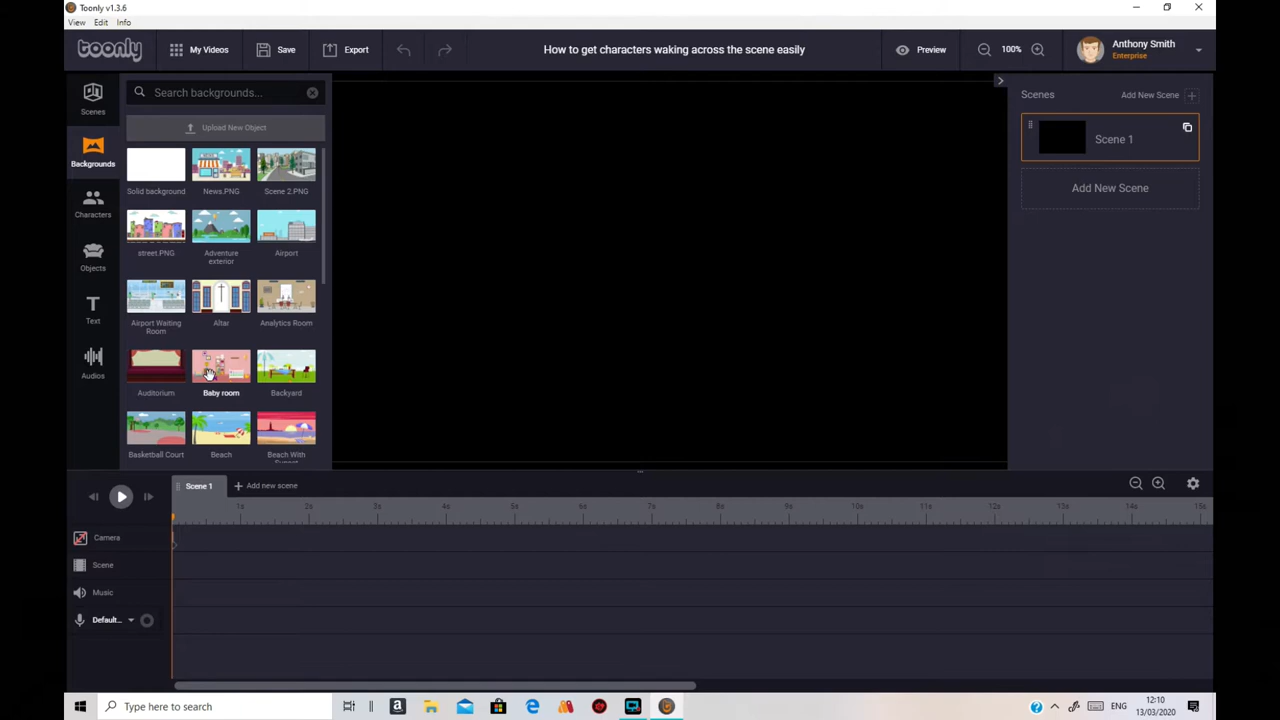 Toonly v1.3.6
View Edit Info
toonly My Videos Save Export How to get characters waking across the scene easily Preview 100% Anthony Smith
Enterprise
Scenes
Backgrounds
Characters
Objects
Text
Audios
Search backgrounds...
Upload New Object
Solid background News.PNG Scene 2.PNG
street.PNG Adventure exterior Airport
Airport Waiting Room Altar Analytics Room
Auditorium Baby room Backyard
Basketball Court Beach Beach With Sunset
Scenes Add New Scene
Scene 1
Add New Scene
Scene 1 Add new scene
1s 2s 3s 4s 5s 6s 7s 8s 9s 10s 11s 12s 13s 14s 15s
Camera
Scene
Music
Default...
Type here to search
ENG
12:10
13/03/2020